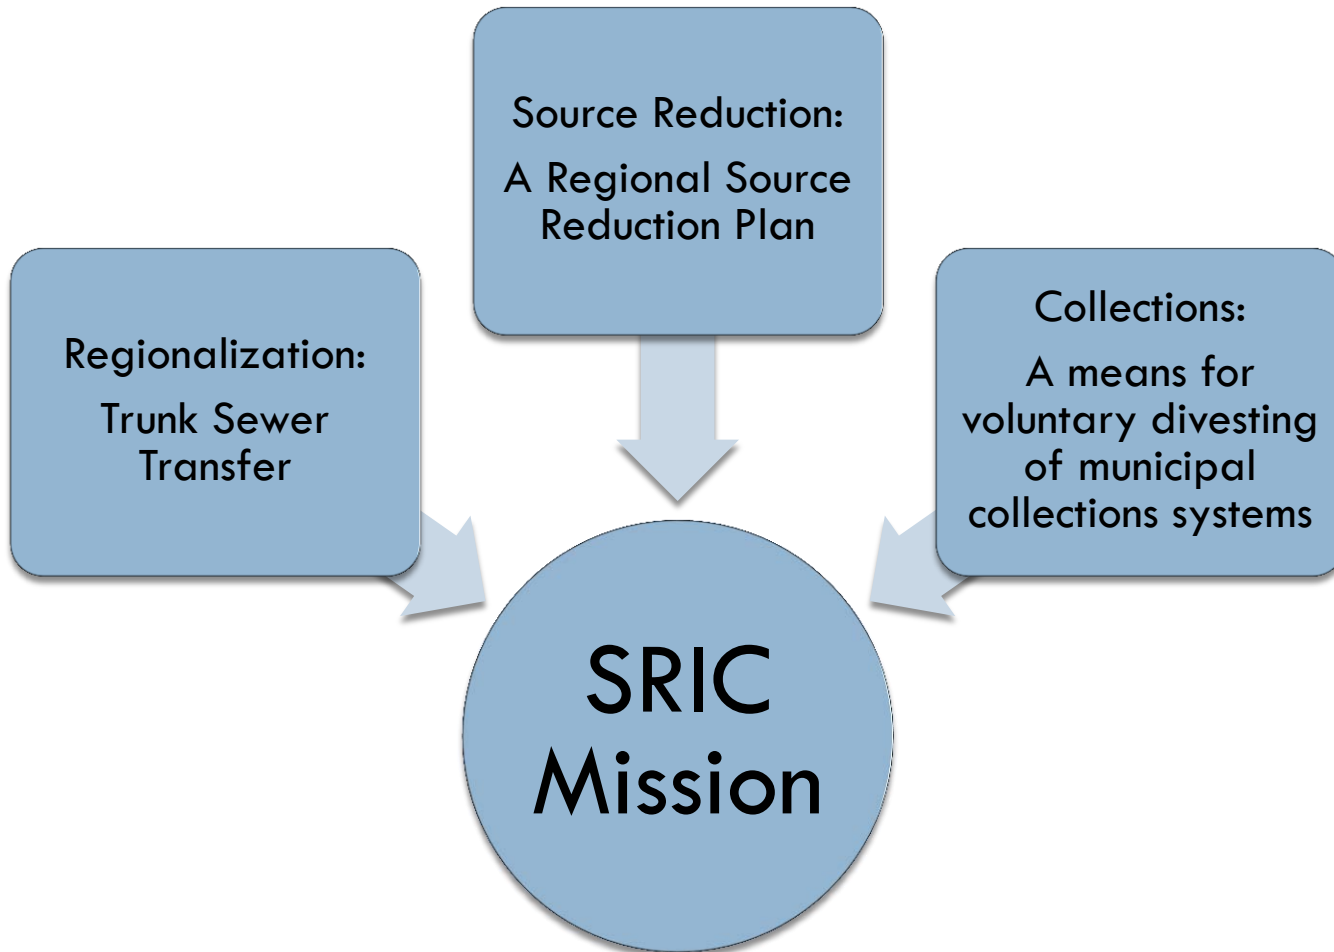 Source Reduction:
A Regional Source
Reduction Plan
Regionalization:
Trunk Sewer
Transfer
Collections:
A means for
voluntary divesting
of municipal
collections systems
SRIC
Mission